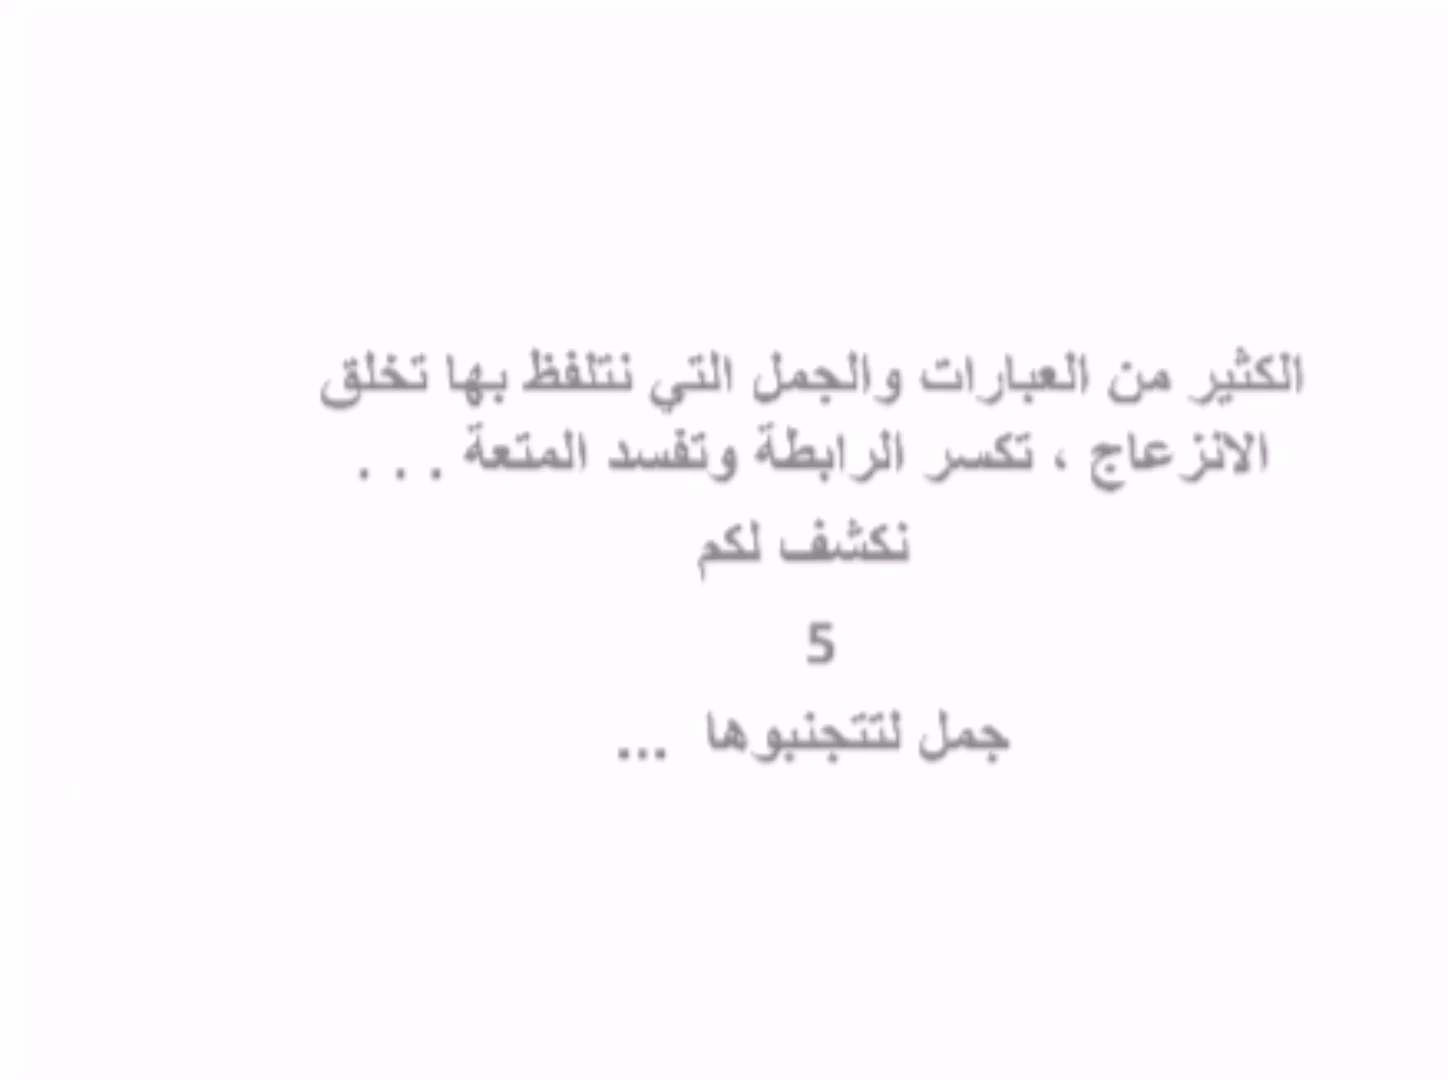 الكثير من العبارات والجمل التي نتلفظ بها تخلق
الانزعاج ، تكسر الرابطة وتفسد المتعة . . .
نكشف لكم
5
جمل لتتجنبوها ...